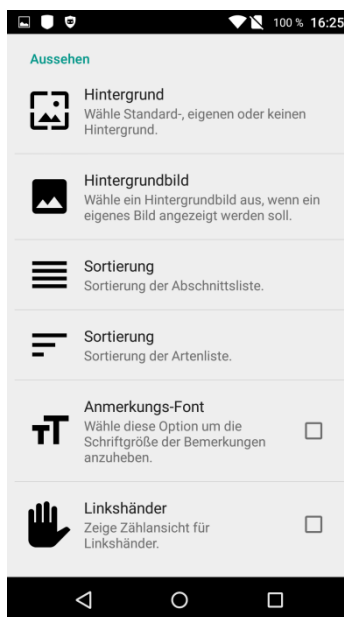 100 % 16:25
Aussehen
Hintergrund
Wähle Standard-, eigenen oder keinen
Hintergrund.
Hintergrundbild
Wähle ein Hintergrundbild aus, wenn ein
eigenes Bild angezeigt werden soll.
Sortierung
Sortierung der Abschnittsliste.
Sortierung
Sortierung der Artenliste.
Anmerkungs-Font
Wähle diese Option um die
Schriftgröße der Bemerkungen
anzuheben.
Linkshänder
Zeige Zählansicht für
Linkshänder.